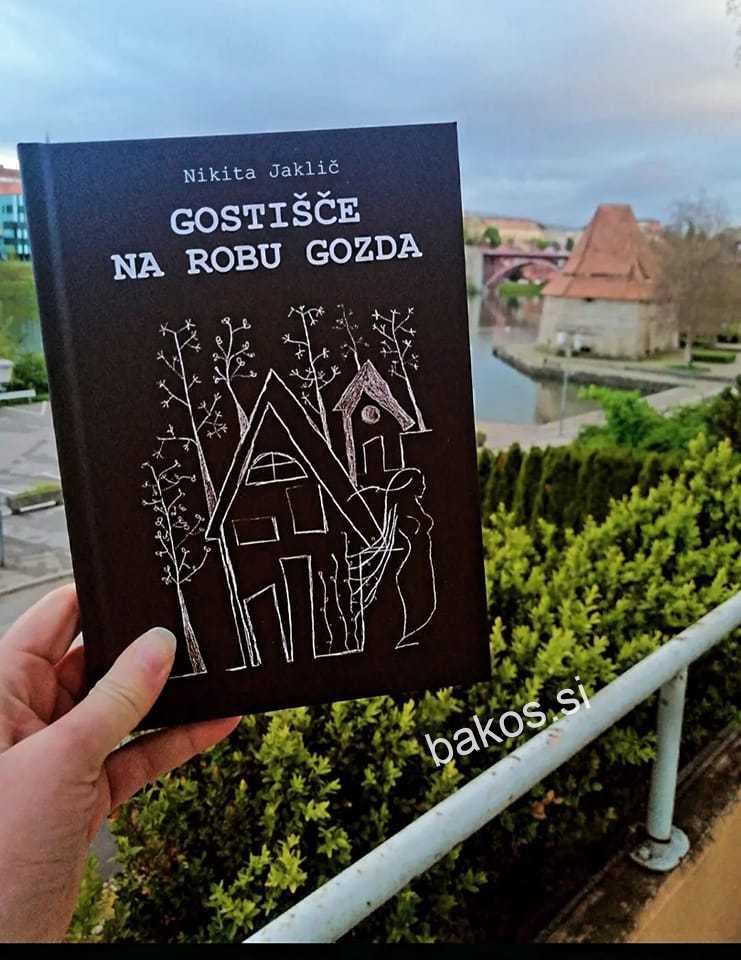 Nikita Jaklič
GOSTIŠČE
NA ROBU GOZDA
bakos.si